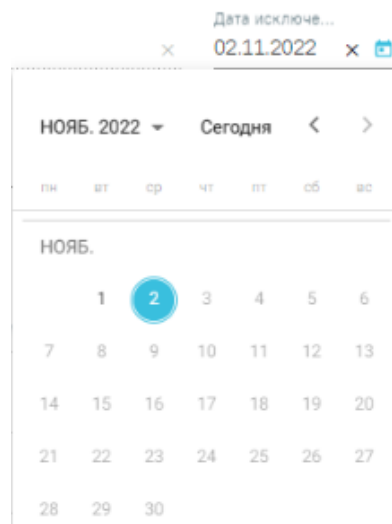 Дата исключе...
02.11.2022
НОЯБ. 2022 Сегодня
пн вт ср чт пт сб вс
НОЯБ.
1 2 3 4 5 6
7 8 9 10 11 12 13
14 15 16 17 18 19 20
21 22 23 24 25 26 27
28 29 30